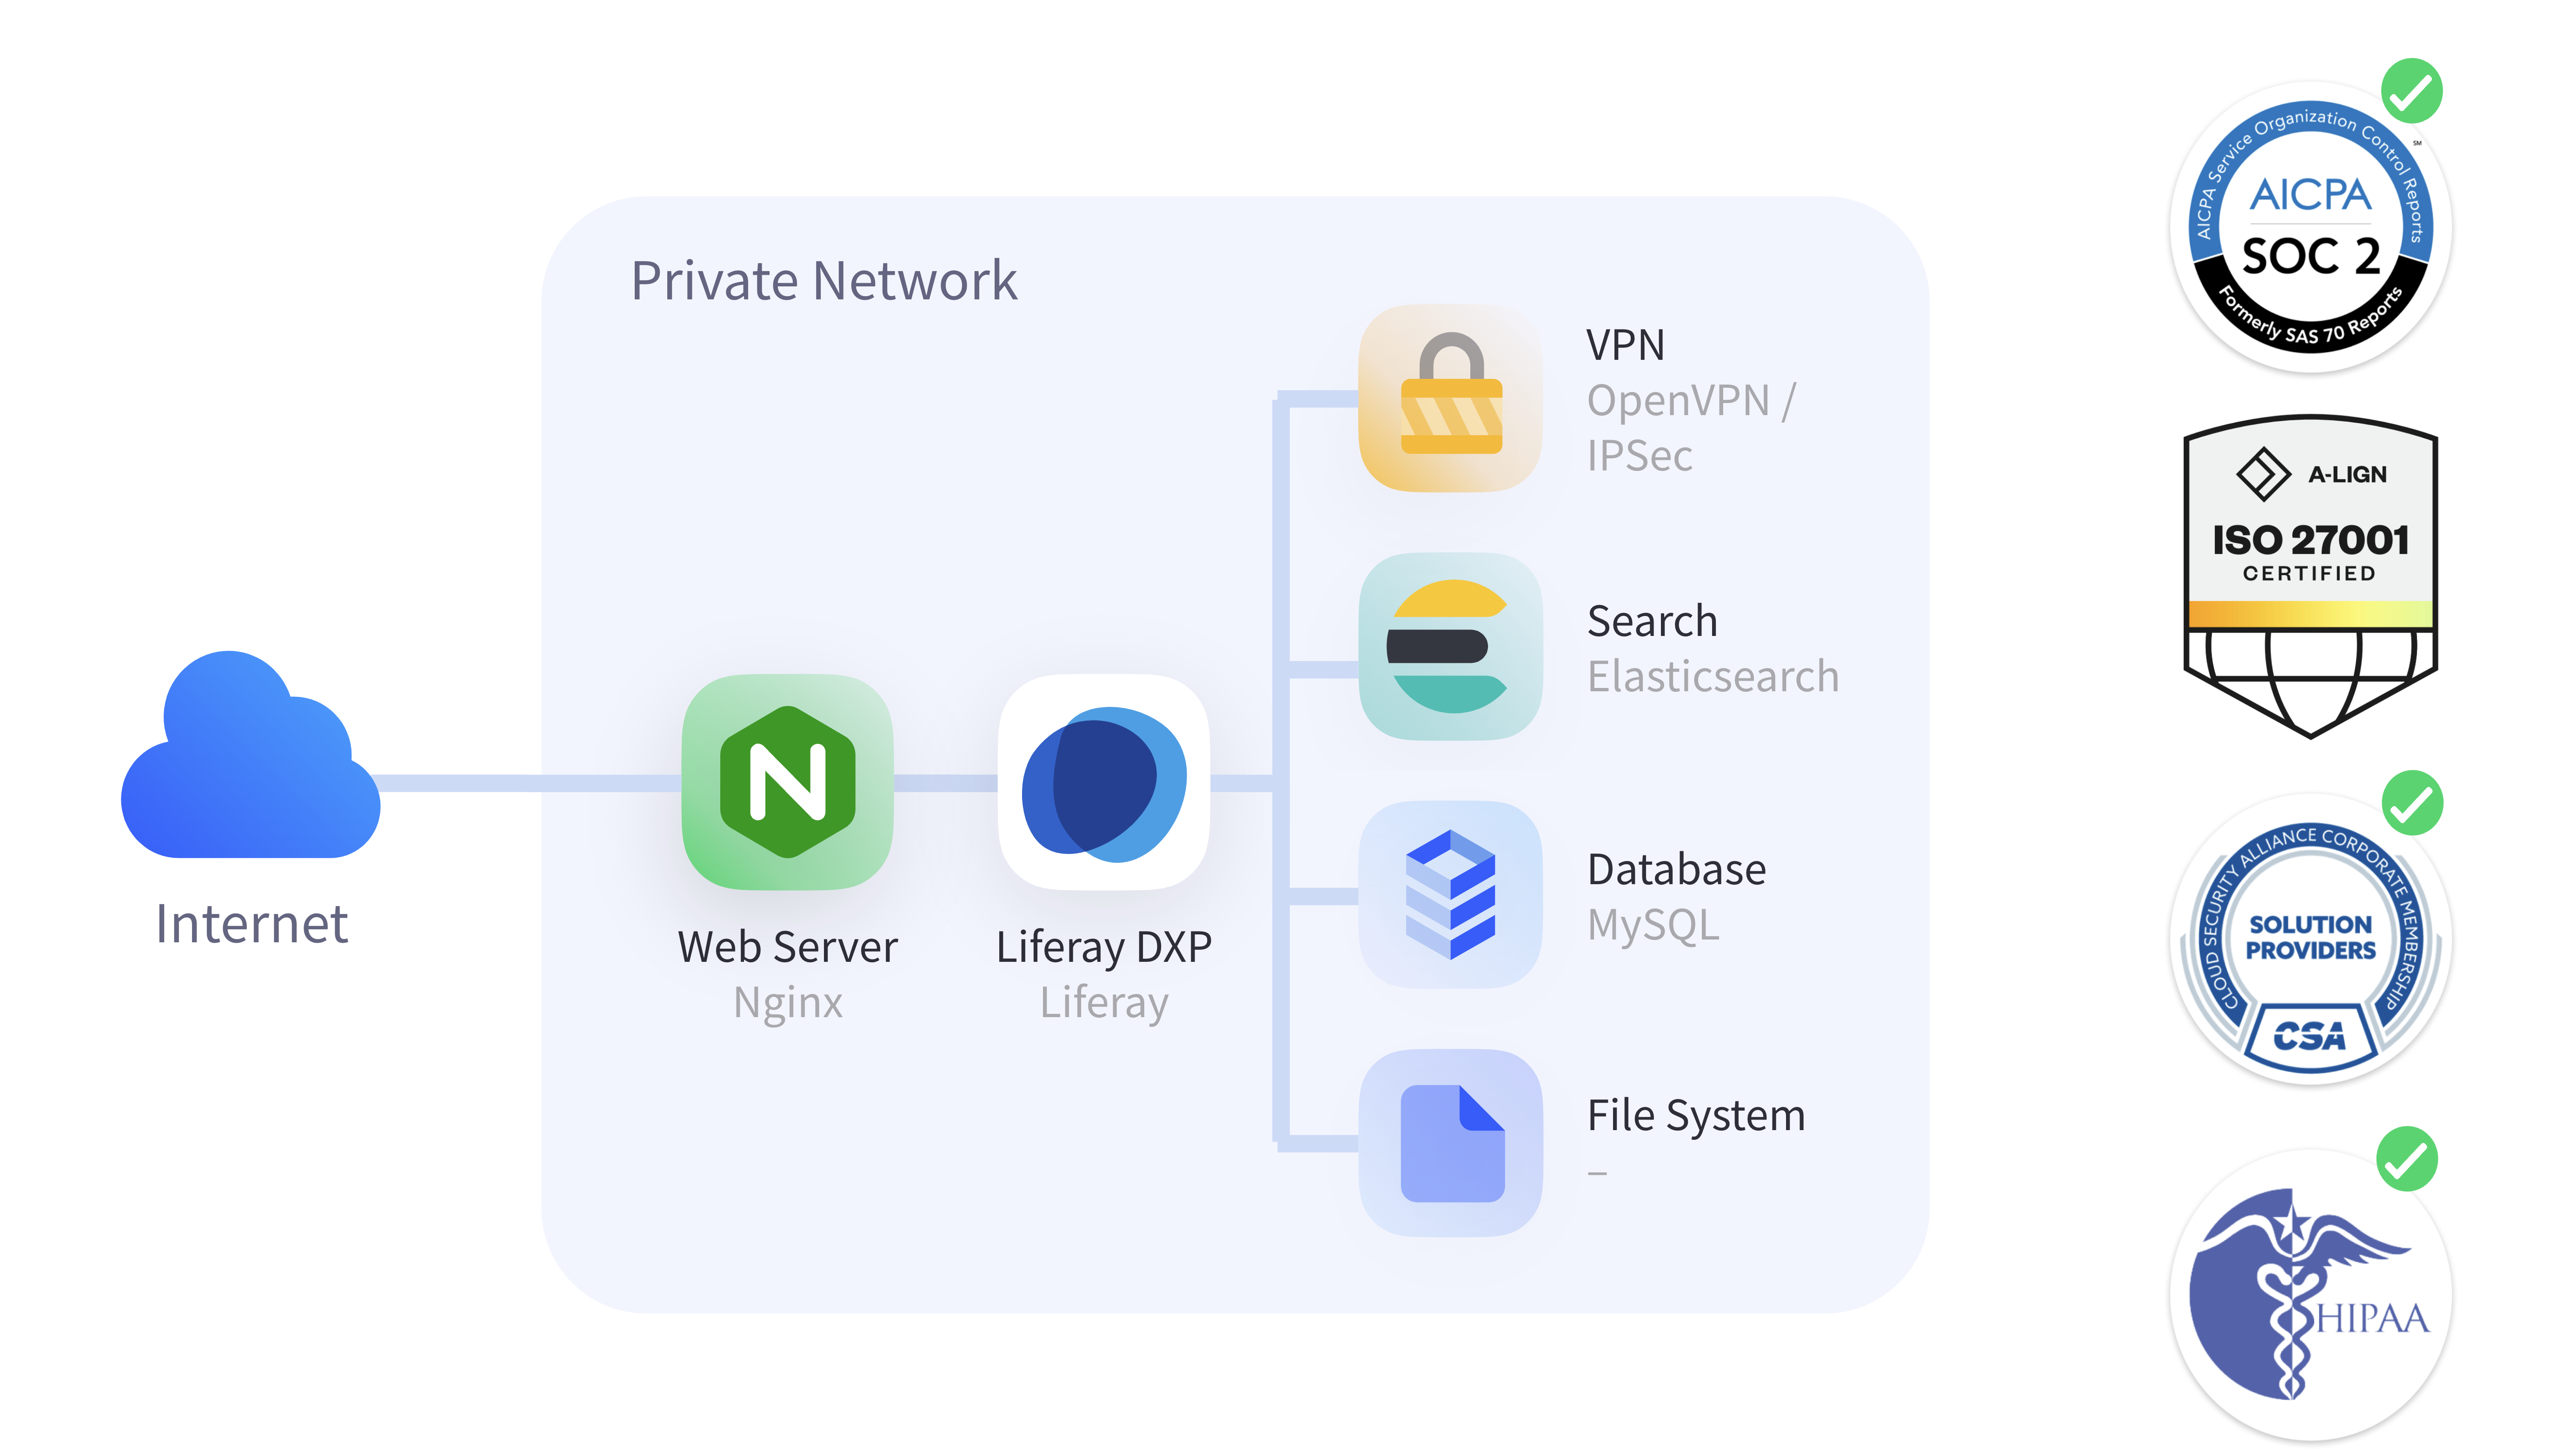 Private Network
Internet
Web Server
Nginx
Liferay DXP
Liferay
VPN
OpenVPN /
IPSec
Search
Elasticsearch
Database
MySQL
File System
–
AICPA Service Organization Control Reports
SM
AICPA
SOC 2
Formerly SAS 70 Reports
A-LIGN
ISO 27001
CERTIFIED
CLOUD SECURITY ALLIANCE CORPORATE MEMBERSHIP
SOLUTION
PROVIDERS
CSA
HIPAA